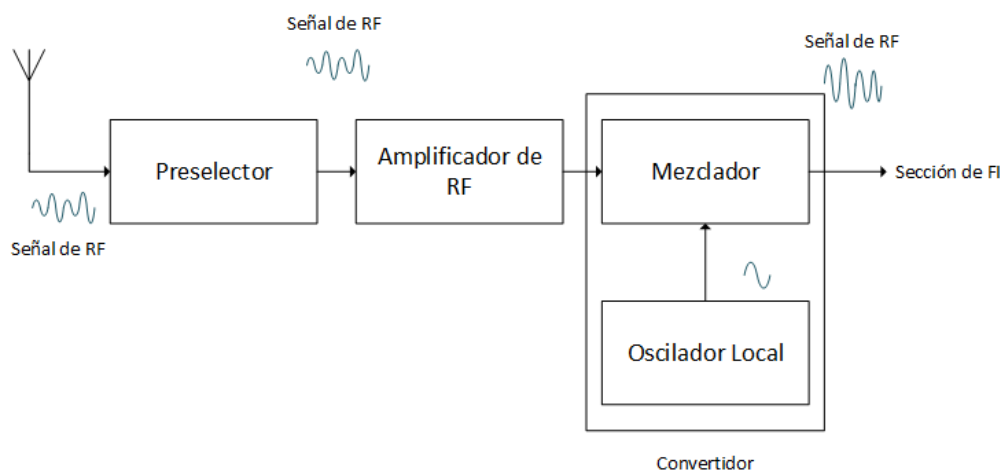 Señal de RF
Señal de RF
Preselector
Amplificador de
RF
Mezclador
Sección de FI
Señal de RF
Oscilador Local
Convertidor